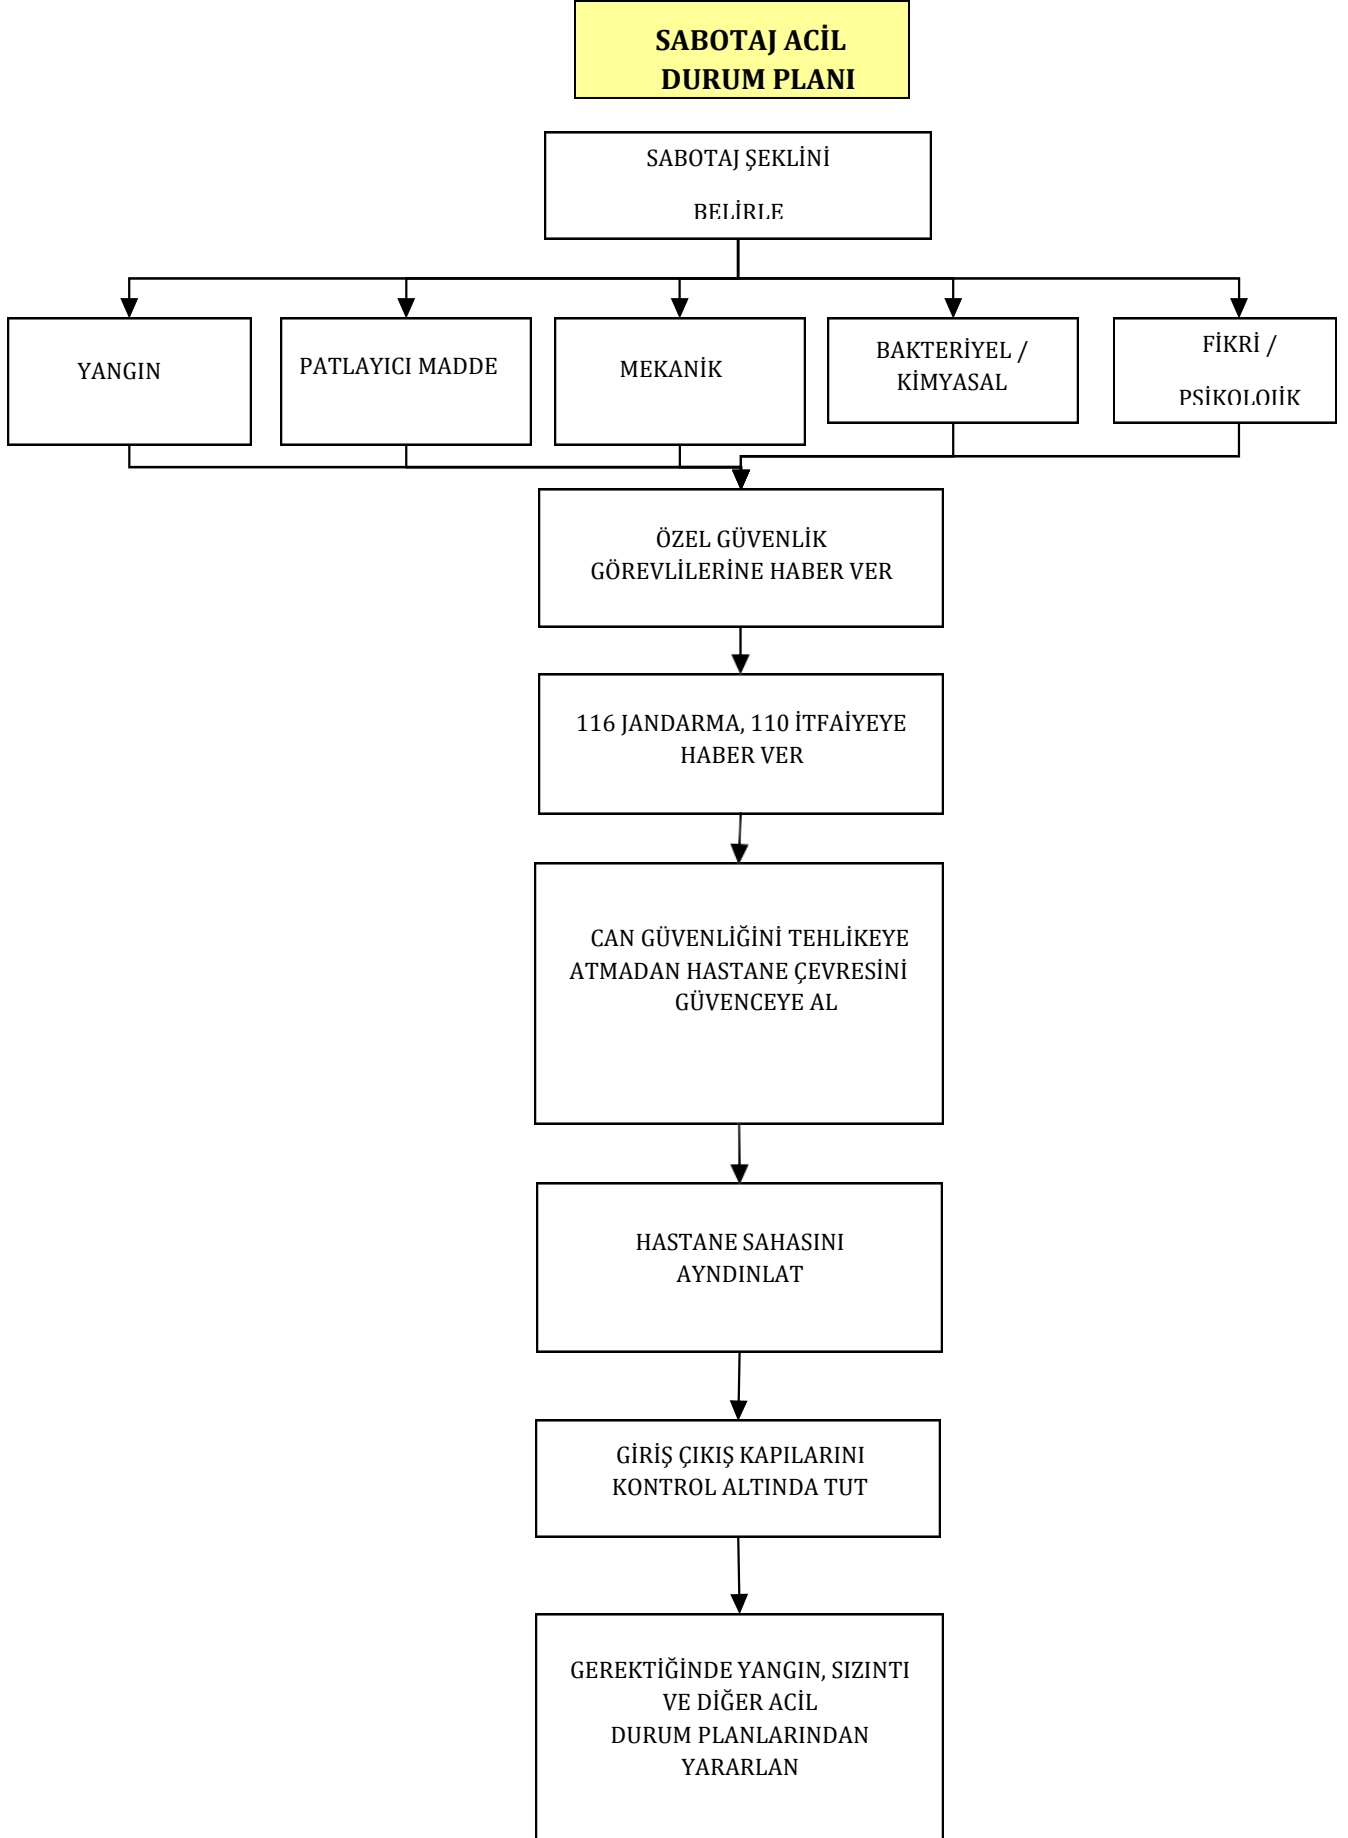 SABOTAJ ACİL
DURUM PLANI
SABOTAJ ŞEKLİNİ
BELİRLE
YANGIN
PATLAYICI MADDE
MEKANİK
BAKTERİYEL /
KİMYASAL
FİKRİ /
PSİKOLOJİK
ÖZEL GÜVENLİK
GÖREVLİLERİNE HABER VER
116 JANDARMA, 110 İTFAİYEYE
HABER VER
CAN GÜVENLİĞİNİ TEHLİKEYE
ATMADAN HASTANE ÇEVRESİNİ
GÜVENCEYE AL
HASTANE SAHASINI
AYNDINLAT
GİRİŞ ÇIKIŞ KAPILARINI
KONTROL ALTINDA TUT
GEREKTİĞİNDE YANGIN, SIZINTI
VE DİĞER ACİL
DURUM PLANLARINDAN
YARARLAN